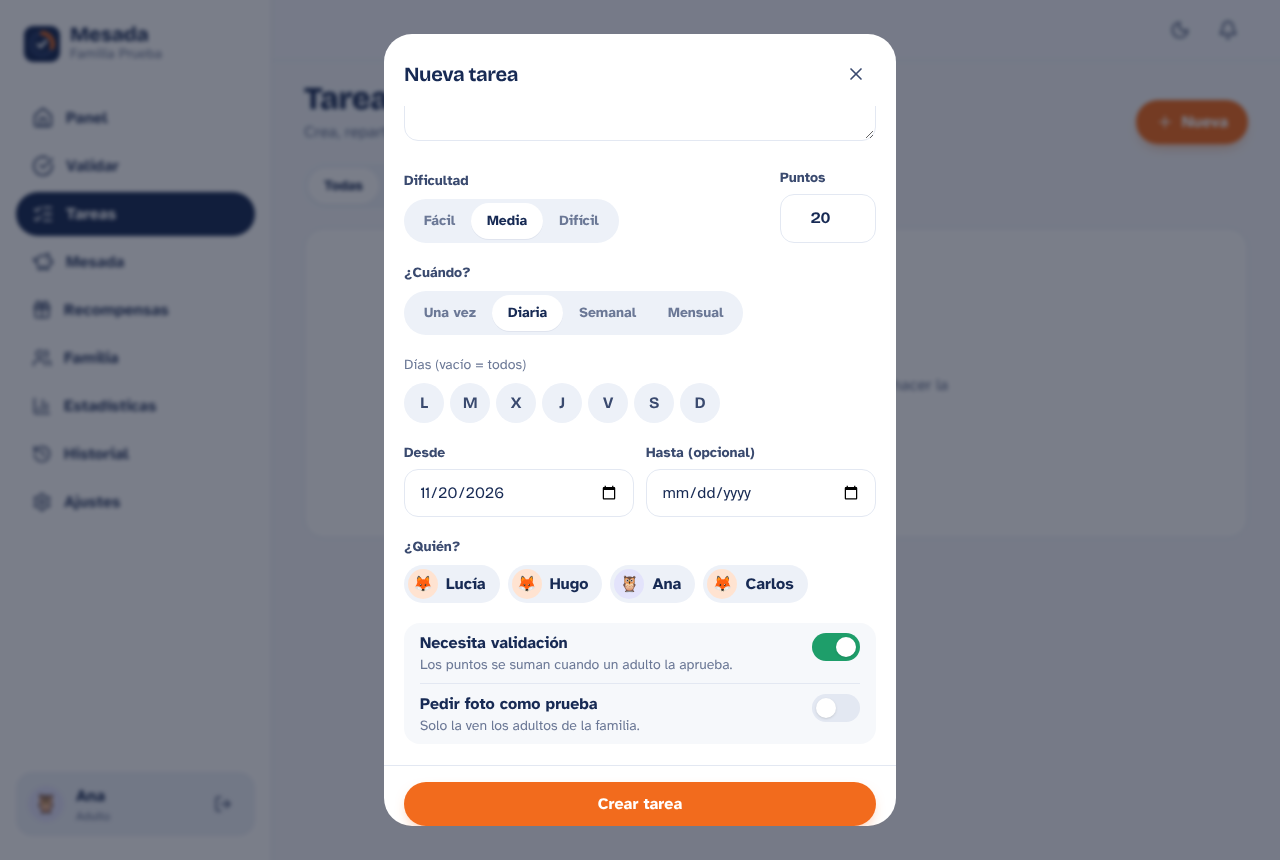 Mesada
Familia Prueba
Panel
Validar
Tareas
Mesada
Recompensas
Familia
Estadísticas
Historial
Ajustes
Ana
Adulto
Tarea
Crea, repart
Nueva
Todas
hacer la
Nueva tarea
Dificultad
Puntos
Fácil Media Difícil
20
¿Cuándo?
Una vez Diaria Semanal Mensual
Días (vacío = todos)
L M X J V S D
Desde
Hasta (opcional)
11/20/2026
mm/dd/yyyy
¿Quién?
Lucía Hugo Ana Carlos
Necesita validación
Los puntos se suman cuando un adulto la aprueba.
Pedir foto como prueba
Solo la ven los adultos de la familia.
Crear tarea